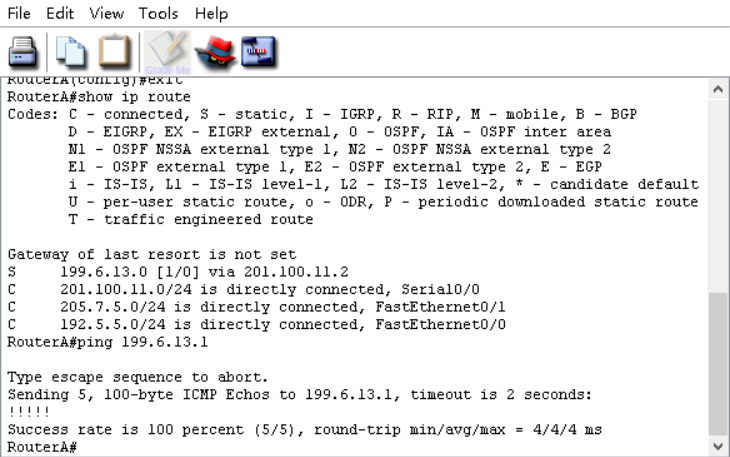 File Edit View Tools Help
Grade Me
RouterA(config)#exit
RouterA#show ip route
Codes: C - connected, S - static, I - IGRP, R - RIP, M - mobile, B - BGP
D - EIGRP, EX - EIGRP external, O - OSPF, IA - OSPF inter area
N1 - OSPF NSSA external type 1, N2 - OSPF NSSA external type 2
E1 - OSPF external type 1, E2 - OSPF external type 2, E - EGP
i - IS-IS, L1 - IS-IS level-1, L2 - IS-IS level-2, * - candidate default
U - per-user static route, o - ODR, P - periodic downloaded static route
T - traffic engineered route
Gateway of last resort is not set
S 199.6.13.0 [1/0] via 201.100.11.2
C 201.100.11.0/24 is directly connected, Serial0/0
C 205.7.5.0/24 is directly connected, FastEthernet0/1
C 192.5.5.0/24 is directly connected, FastEthernet0/0
RouterA#ping 199.6.13.1
Type escape sequence to abort.
Sending 5, 100-byte ICMP Echos to 199.6.13.1, timeout is 2 seconds:
!!!!!
Success rate is 100 percent (5/5), round-trip min/avg/max = 4/4/4 ms
RouterA#